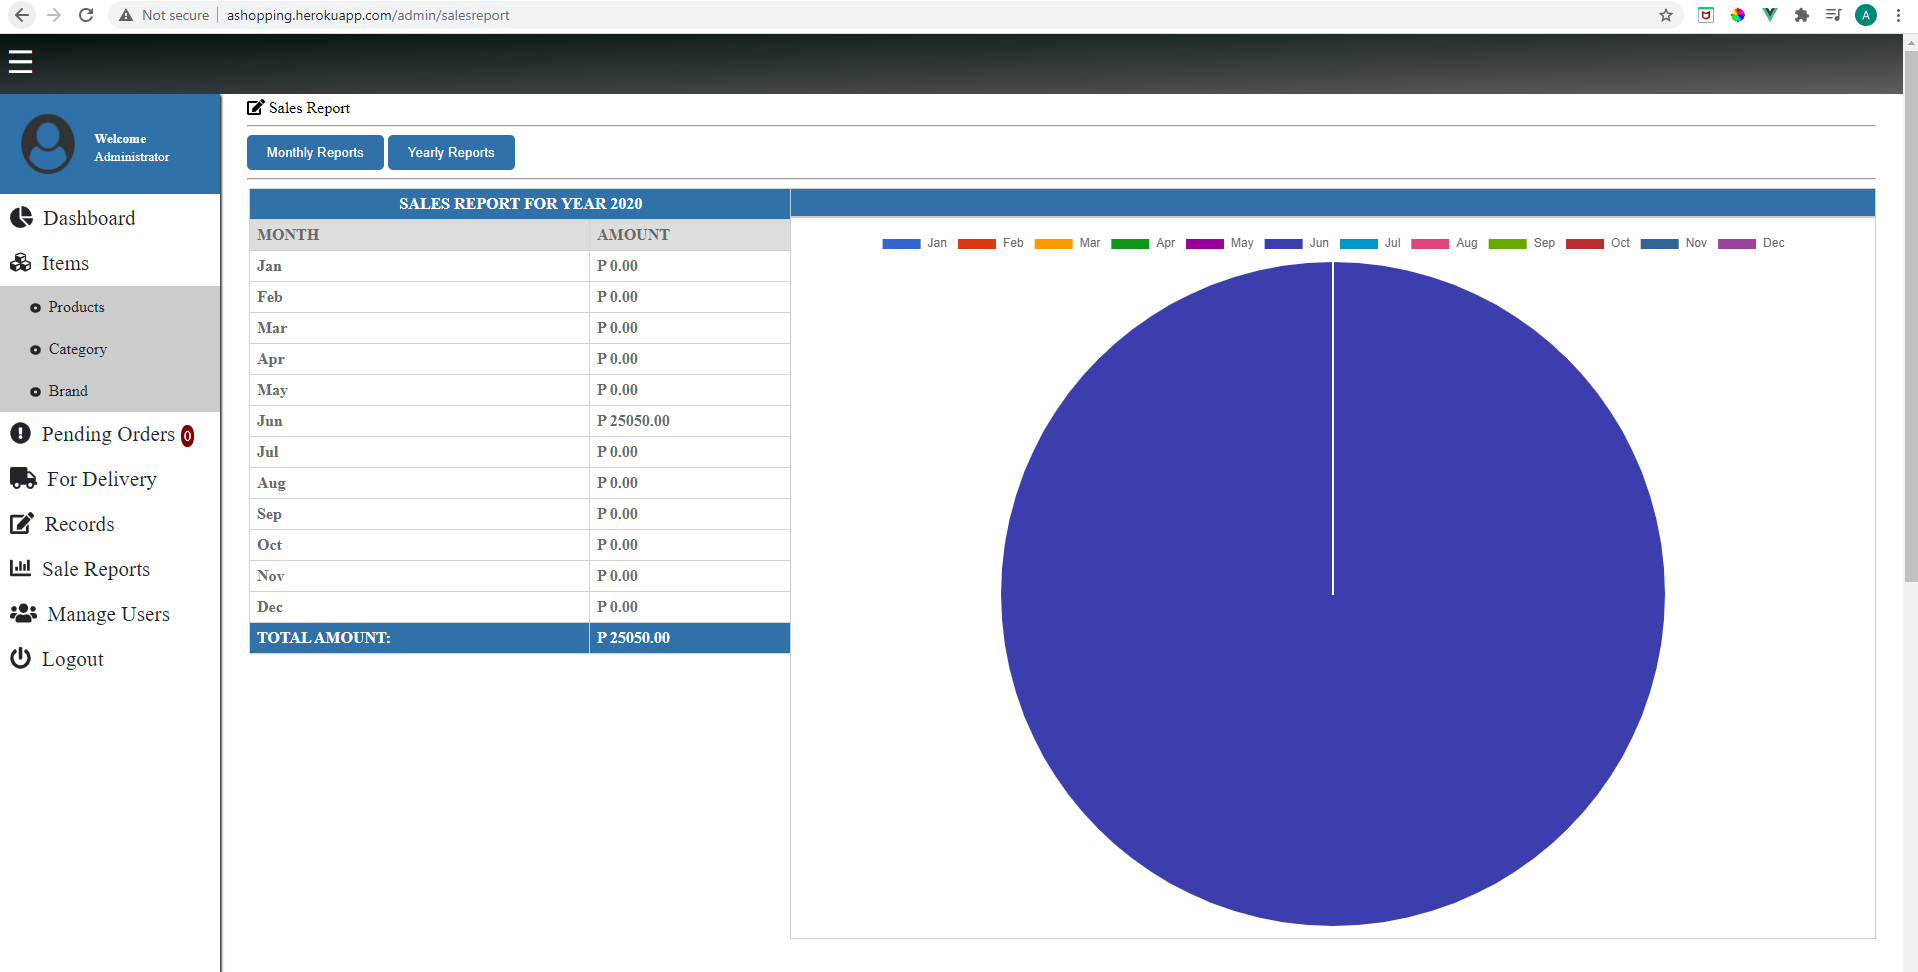 Not secure | ashopping.herokuapp.com/admin/salesreport
A
Welcome
Administrator
Dashboard
Items
Products
Category
Brand
Pending Orders 0
For Delivery
Records
Sale Reports
Manage Users
Logout
Sales Report
Monthly Reports Yearly Reports
SALES REPORT FOR YEAR 2020
MONTH AMOUNT
Jan P 0.00
Feb P 0.00
Mar P 0.00
Apr P 0.00
May P 0.00
Jun P 25050.00
Jul P 0.00
Aug P 0.00
Sep P 0.00
Oct P 0.00
Nov P 0.00
Dec P 0.00
TOTAL AMOUNT: P 25050.00
Jan Feb Mar Apr May Jun Jul Aug Sep Oct Nov Dec